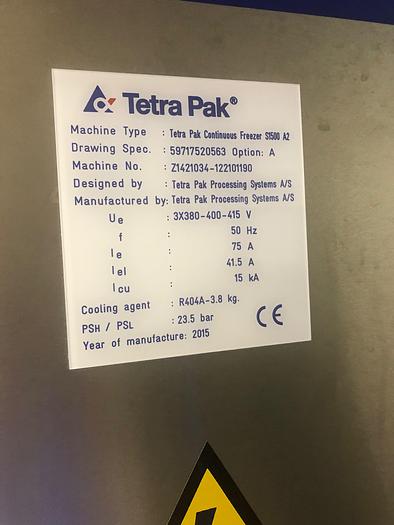 Tetra Pak®
Machine Type : Tetra Pak Continuous Freezer S1500 A2
Drawing Spec. : 59717520563 Option: A
Machine No. : Z1421034-122101190
Designed by : Tetra Pak Processing Systems A/S
Manufactured by: Tetra Pak Processing Systems A/S
Ue : 3X380-400-415 V
f : 50 Hz
Ie : 75 A
Iel : 41.5 A
Icu : 15 kA
Cooling agent : R404A-3.8 kg.
PSH / PSL : 23.5 bar
Year of manufacture: 2015
CE